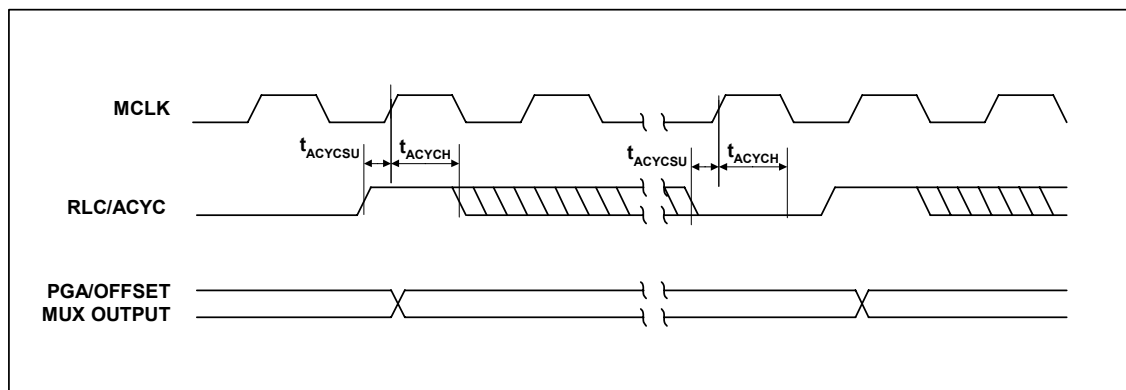 MCLK
tACYCSU
tACYCH
tACYCSU
tACYCH
RLC/ACYC
PGA/OFFSET
MUX OUTPUT